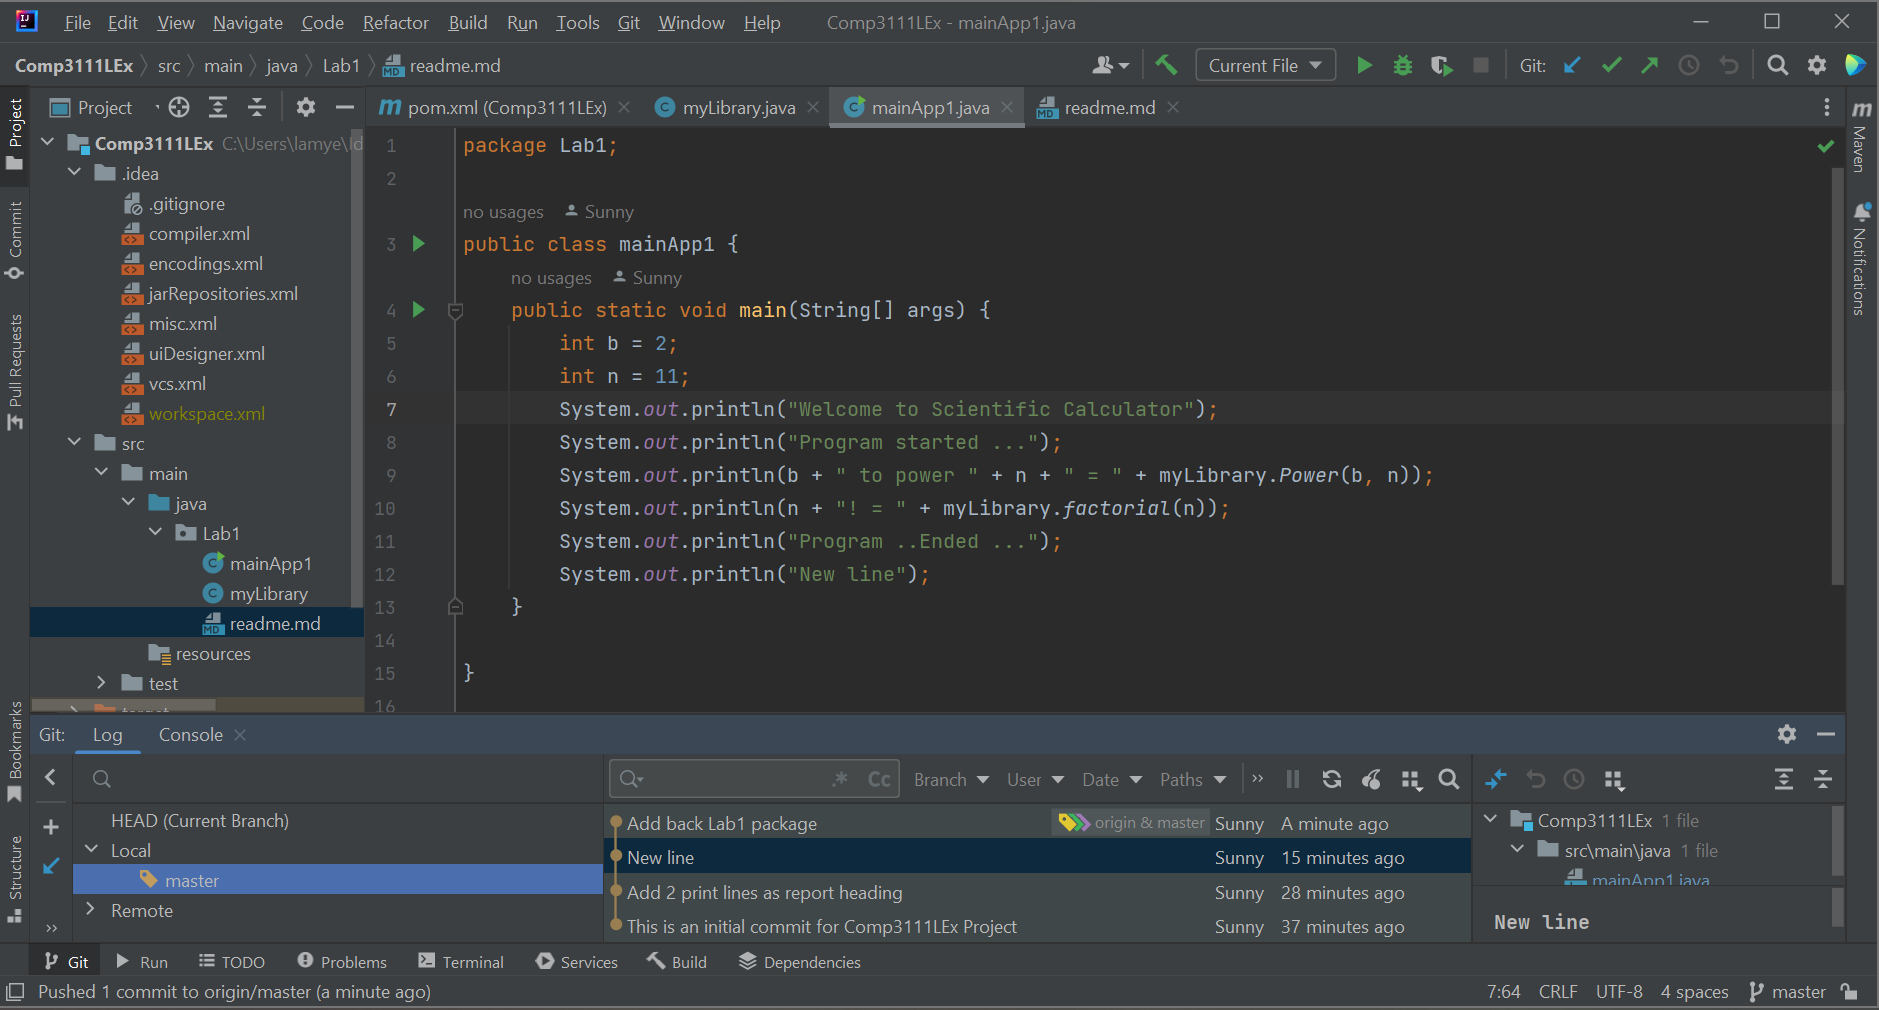 File Edit View Navigate Code Refactor Build Run Tools Git Window Help Comp3111LEx - mainApp1.java
Comp3111LEx src main java Lab1 readme.md Current File Git:
Project
Commit
Pull Requests
Bookmarks
Structure
Project
Comp3111LEx C:\Users\lamye\Id
.idea
.gitignore
compiler.xml
encodings.xml
jarRepositories.xml
misc.xml
uiDesigner.xml
vcs.xml
workspace.xml
src
main
java
Lab1
mainApp1
myLibrary
readme.md
resources
test
target
pom.xml (Comp3111LEx) myLibrary.java mainApp1.java readme.md
1 package Lab1;
2
no usages Sunny
3 public class mainApp1 {
no usages Sunny
4 public static void main(String[] args) {
5 int b = 2;
6 int n = 11;
7 System.out.println("Welcome to Scientific Calculator");
8 System.out.println("Program started ...");
9 System.out.println(b + " to power " + n + " = " + myLibrary.Power(b, n));
10 System.out.println(n + "! = " + myLibrary.factorial(n));
11 System.out.println("Program ..Ended ...");
12 System.out.println("New line");
13 }
14
15 }
16
Maven
Notifications
Git: Log Console
HEAD (Current Branch)
Local
master
Remote
.* Cc Branch User Date Paths
Add back Lab1 package origin & master Sunny A minute ago
New line Sunny 15 minutes ago
Add 2 print lines as report heading Sunny 28 minutes ago
This is an initial commit for Comp3111LEx Project Sunny 37 minutes ago
Comp3111LEx 1 file
src\main\java 1 file
mainApp1.java
New line
Git Run TODO Problems Terminal Services Build Dependencies
Pushed 1 commit to origin/master (a minute ago) 7:64 CRLF UTF-8 4 spaces master